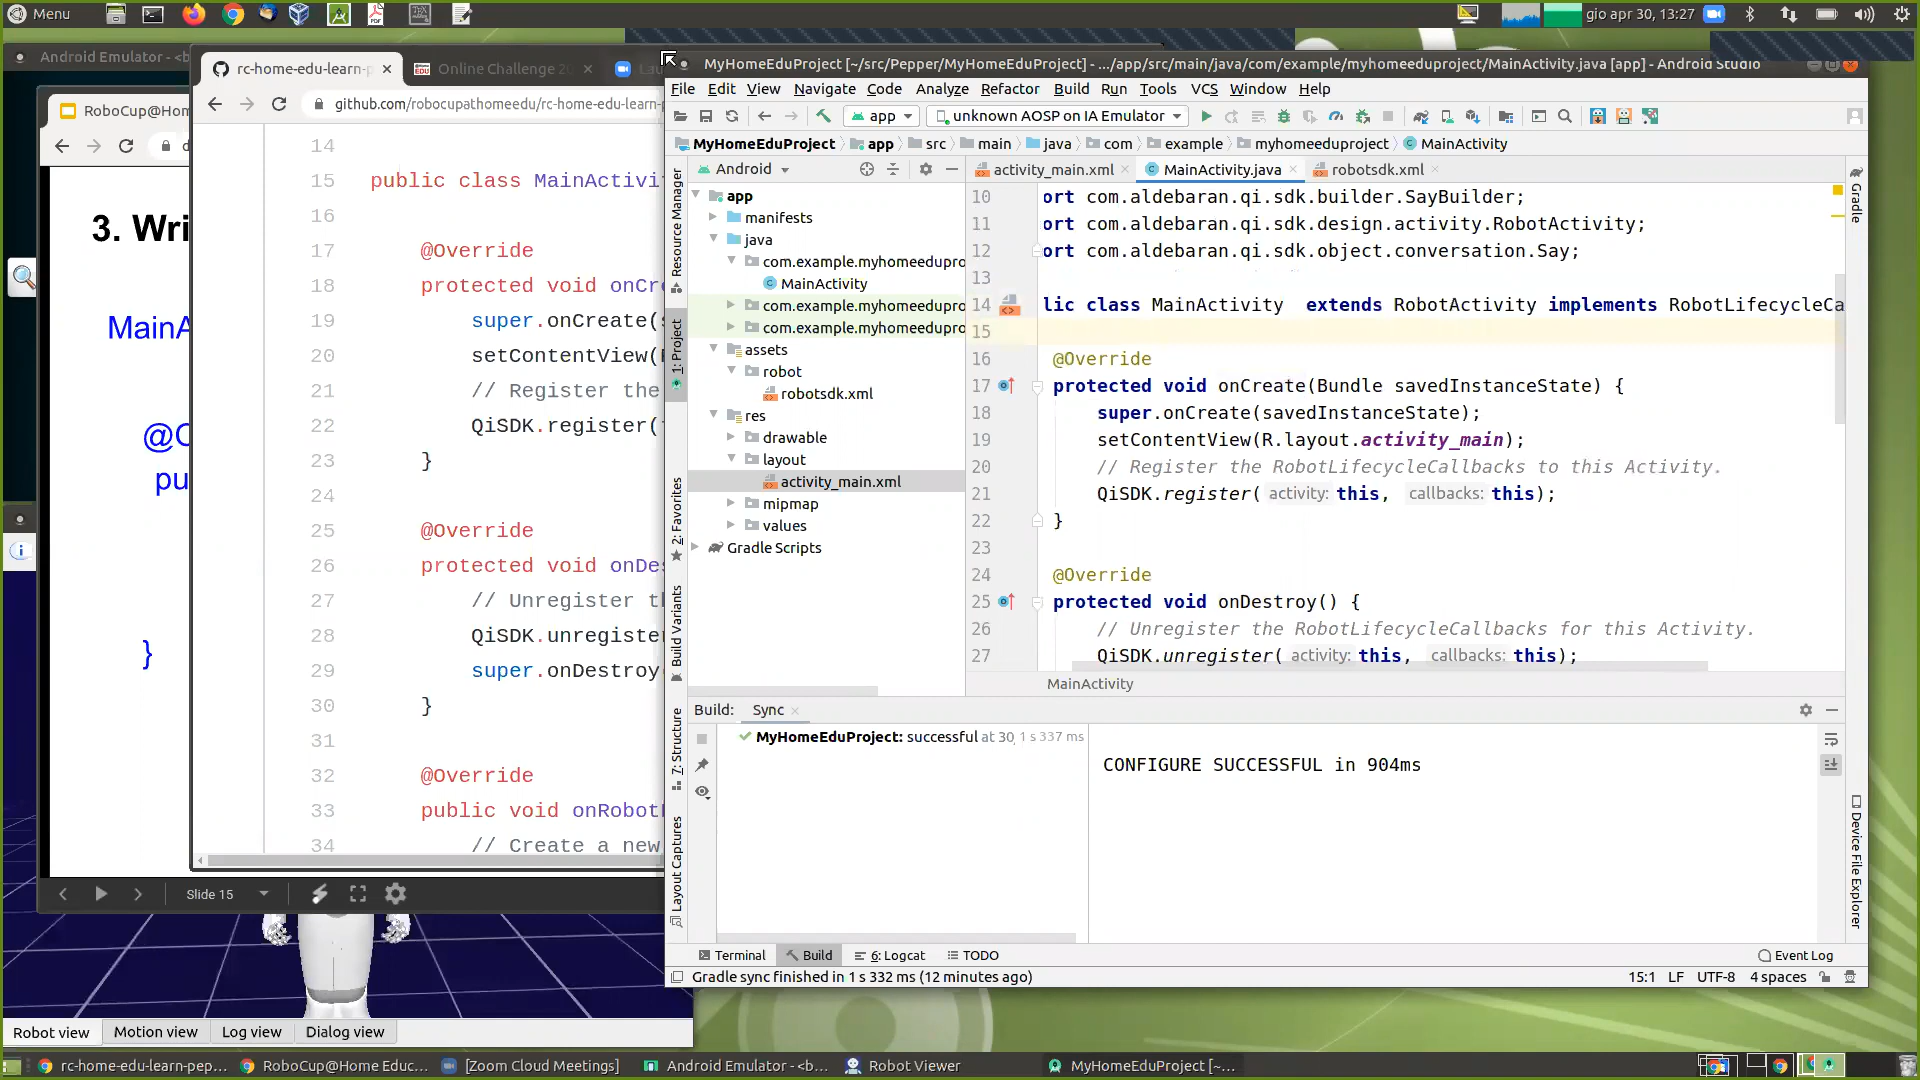 Menu
gio apr 30, 13:27
Android Emulator - <b
RoboCup@Hom
3. Wri
MainA
@O
pu
}
Slide 15
rc-home-edu-learn-p
Online Challenge 20
github.com/robocupathomeedu/rc-home-edu-learn-p
14
15 public class MainActivi
16
17 @Override
18 protected void onCr
19 super.onCreate(s
20 setContentView(
21 // Register the
22 QiSDK.register(
23 }
24
25 @Override
26 protected void onDes
27 // Unregister th
28 QiSDK.unregister
29 super.onDestroy
30 }
31
32 @Override
33 public void onRobot
34 // Create a new
MyHomeEduProject [~/src/Pepper/MyHomeEduProject] - .../app/src/main/java/com/example/myhomeeduproject/MainActivity.java [app] - Android Studio
File Edit View Navigate Code Analyze Refactor Build Run Tools VCS Window Help
app unknown AOSP on IA Emulator
MyHomeEduProject app src main java com example myhomeeduproject MainActivity
Android
activity_main.xml MainActivity.java robotsdk.xml
app
manifests
java
com.example.myhomeedupro
MainActivity
com.example.myhomeedupro
com.example.myhomeedupro
assets
robot
robotsdk.xml
res
drawable
layout
activity_main.xml
mipmap
values
Gradle Scripts
Resource Manager
1: Project
2: Favorites
Build Variants
7: Structure
Layout Captures
10 ort com.aldebaran.qi.sdk.builder.SayBuilder;
11 ort com.aldebaran.qi.sdk.design.activity.RobotActivity;
12 ort com.aldebaran.qi.sdk.object.conversation.Say;
13
14 lic class MainActivity extends RobotActivity implements RobotLifecycleCa
15
16 @Override
17 protected void onCreate(Bundle savedInstanceState) {
18 super.onCreate(savedInstanceState);
19 setContentView(R.layout.activity_main);
20 // Register the RobotLifecycleCallbacks to this Activity.
21 QiSDK.register( activity: this, callbacks: this);
22 }
23
24 @Override
25 protected void onDestroy() {
26 // Unregister the RobotLifecycleCallbacks for this Activity.
27 QiSDK.unregister( activity: this, callbacks: this);
MainActivity
Gradle
Device File Explorer
Build: Sync
MyHomeEduProject: successful at 30, 1 s 337 ms
CONFIGURE SUCCESSFUL in 904ms
Terminal Build 6: Logcat TODO
Event Log
Gradle sync finished in 1 s 332 ms (12 minutes ago)
15:1 LF UTF-8 4 spaces
Robot view Motion view Log view Dialog view
rc-home-edu-learn-pep... RoboCup@Home Educ... [Zoom Cloud Meetings] Android Emulator - <b... Robot Viewer MyHomeEduProject [~...